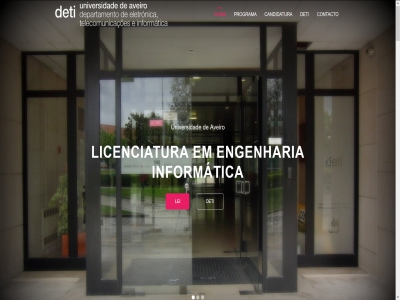 deti
universidade de aveiro
departamento de eletrónica,
telecomunicações e informática
PROGRAMA
CANDIDATURA
DETI
CONTACTO
Universidade de Aveiro
LICENCIATURA EM ENGENHARIA
INFORMÁTICA
LEI
DETI
deti